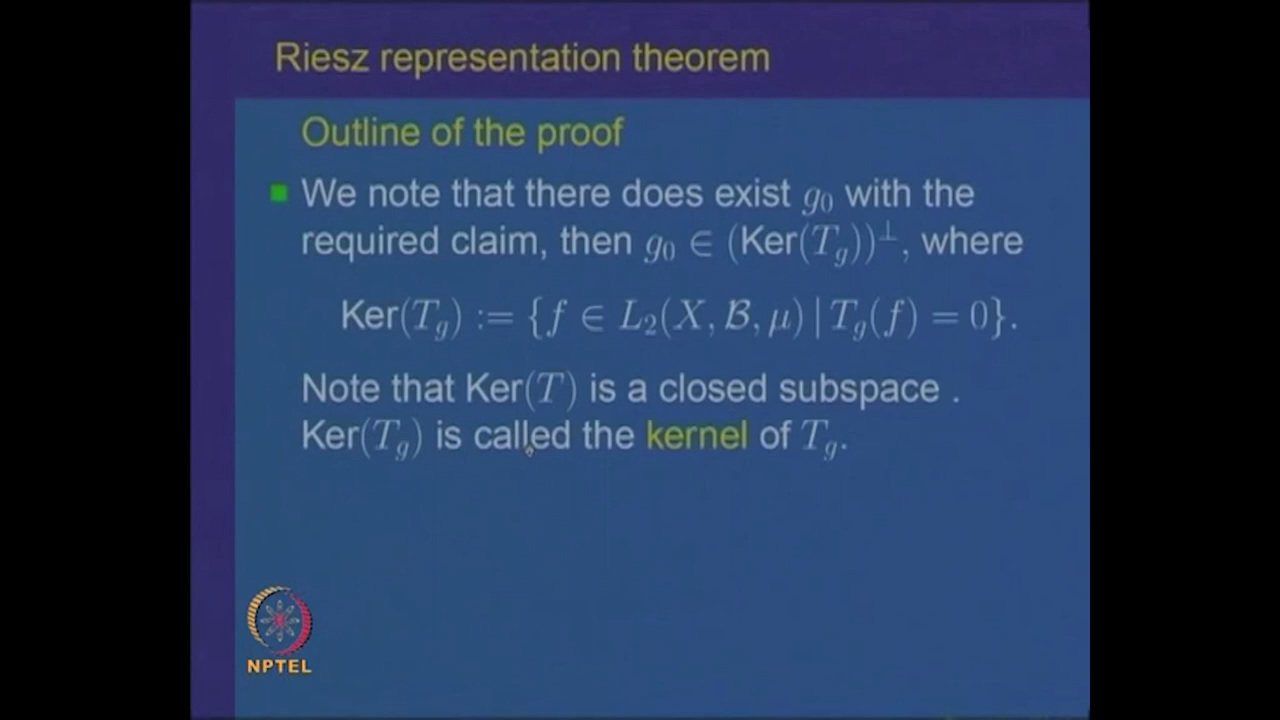 Riesz representation theorem
Outline of the proof
We note that there does exist g₀ with the
required claim, then g₀ ∈ (Ker(T_g))^⊥, where
Ker(T_g) := {f ∈ L₂(X, ℬ, μ) | T_g(f) = 0}.
Note that Ker(T) is a closed subspace .
Ker(T_g) is called the kernel of T_g.
NPTEL